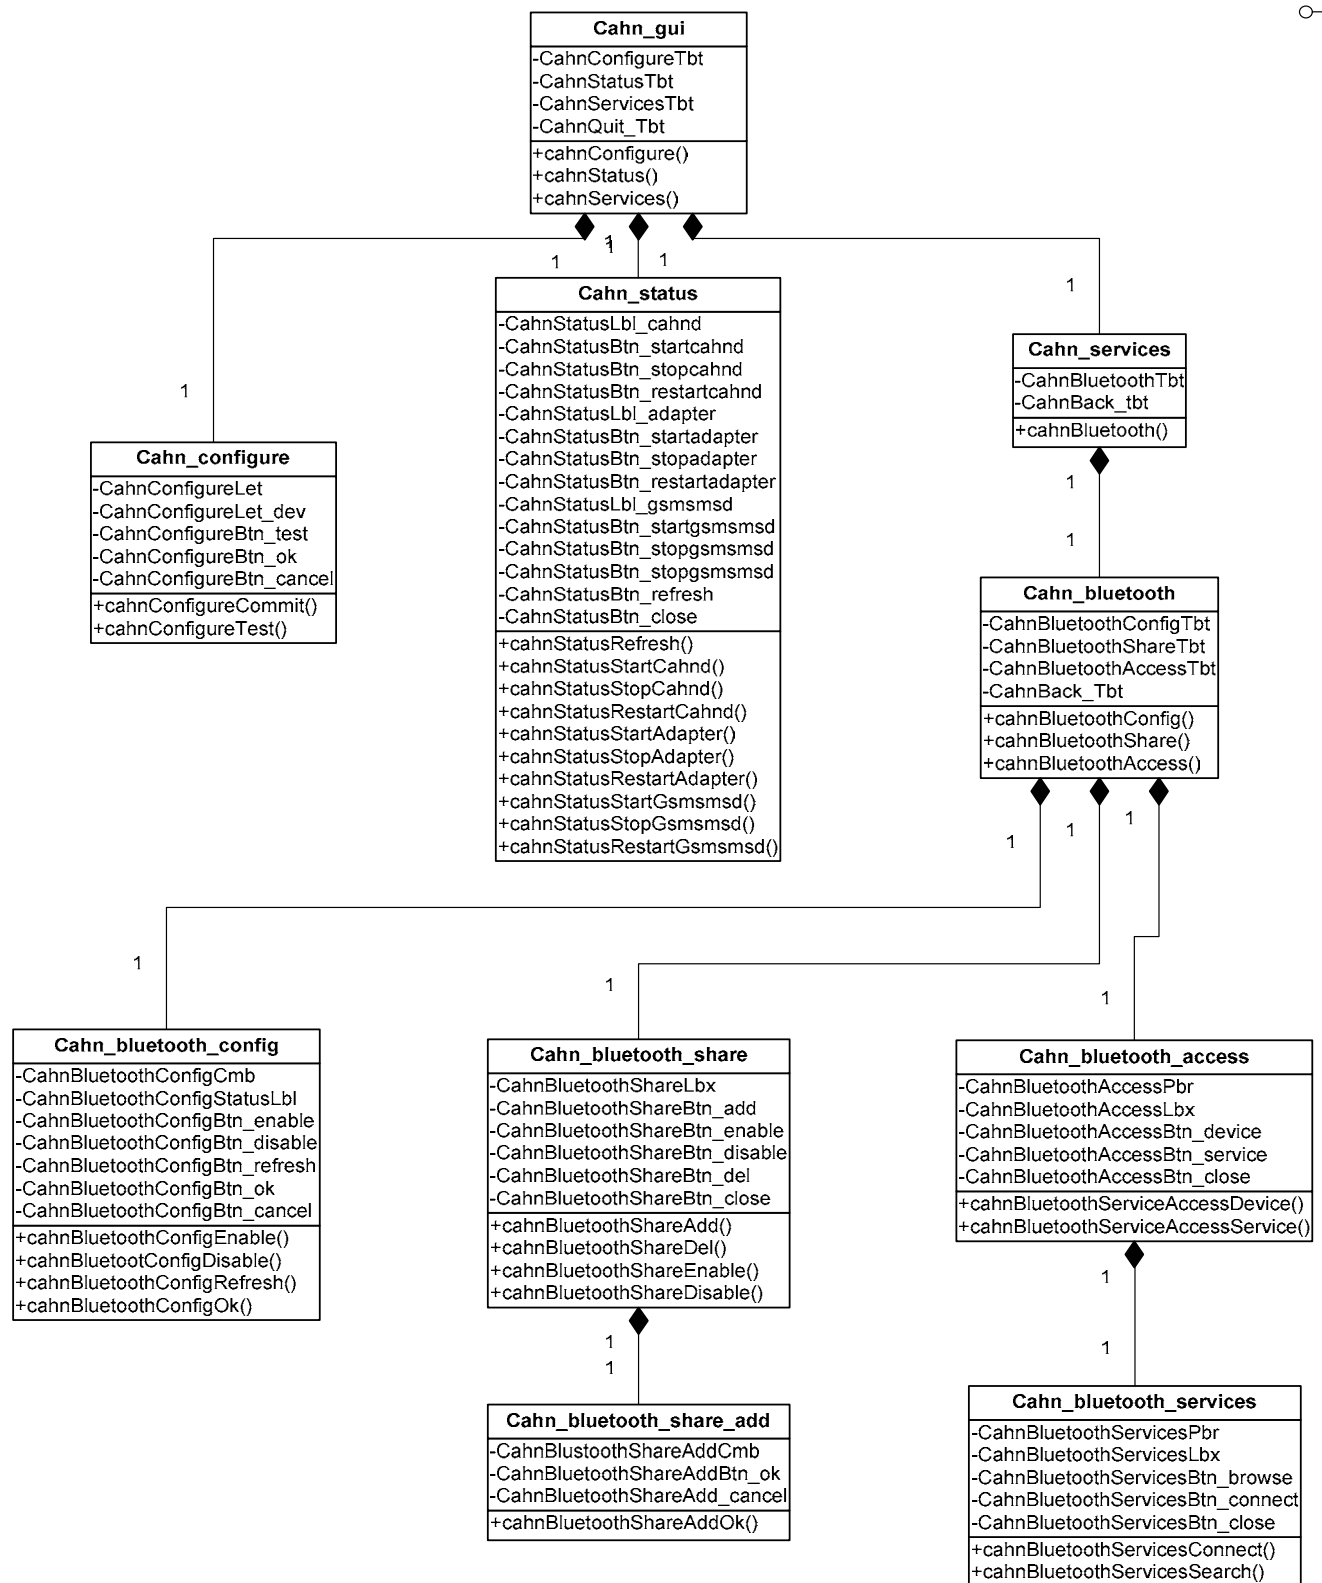 Cahn_gui
-CahnConfigureTbt
-CahnStatusTbt
-CahnServicesTbt
-CahnQuit_Tbt
+cahnConfigure()
+cahnStatus()
+cahnServices()
1
1
1
1
1
1
Cahn_status
-CahnStatusLbl_cahnd
-CahnStatusBtn_startcahnd
-CahnStatusBtn_stopcahnd
-CahnStatusBtn_restartcahnd
-CahnStatusLbl_adapter
-CahnStatusBtn_startadapter
-CahnStatusBtn_stopadapter
-CahnStatusBtn_restartadapter
-CahnStatusLbl_gsmsmsd
-CahnStatusBtn_startgsmsmsd
-CahnStatusBtn_stopgsmsmsd
-CahnStatusBtn_stopgsmsmsd
-CahnStatusBtn_refresh
-CahnStatusBtn_close
+cahnStatusRefresh()
+cahnStatusStartCahnd()
+cahnStatusStopCahnd()
+cahnStatusRestartCahnd()
+cahnStatusStartAdapter()
+cahnStatusStopAdapter()
+cahnStatusRestartAdapter()
+cahnStatusStartGsmsmsd()
+cahnStatusStopGsmsmsd()
+cahnStatusRestartGsmsmsd()
Cahn_configure
-CahnConfigureLet
-CahnConfigureLet_dev
-CahnConfigureBtn_test
-CahnConfigureBtn_ok
-CahnConfigureBtn_cancel
+cahnConfigureCommit()
+cahnConfigureTest()
Cahn_services
-CahnBluetoothTbt
-CahnBack_tbt
+cahnBluetooth()
1
1
Cahn_bluetooth
-CahnBluetoothConfigTbt
-CahnBluetoothShareTbt
-CahnBluetoothAccessTbt
-CahnBack_Tbt
+cahnBluetoothConfig()
+cahnBluetoothShare()
+cahnBluetoothAccess()
1
1
1
1
1
1
Cahn_bluetooth_config
-CahnBluetoothConfigCmb
-CahnBluetoothConfigStatusLbl
-CahnBluetoothConfigBtn_enable
-CahnBluetoothConfigBtn_disable
-CahnBluetoothConfigBtn_refresh
-CahnBluetoothConfigBtn_ok
-CahnBluetoothConfigBtn_cancel
+cahnBluetoothConfigEnable()
+cahnBluetootConfigDisable()
+cahnBluetoothConfigRefresh()
+cahnBluetoothConfigOk()
Cahn_bluetooth_share
-CahnBluetoothShareLbx
-CahnBluetoothShareBtn_add
-CahnBluetoothShareBtn_enable
-CahnBluetoothShareBtn_disable
-CahnBluetoothShareBtn_del
-CahnBluetoothShareBtn_close
+cahnBluetoothShareAdd()
+cahnBluetoothShareDel()
+cahnBluetoothShareEnable()
+cahnBluetoothShareDisable()
Cahn_bluetooth_access
-CahnBluetoothAccessPbr
-CahnBluetoothAccessLbx
-CahnBluetoothAccessBtn_device
-CahnBluetoothAccessBtn_service
-CahnBluetoothAccessBtn_close
+cahnBluetoothServiceAccessDevice()
+cahnBluetoothServiceAccessService()
1
1
1
1
Cahn_bluetooth_share_add
-CahnBlustoothShareAddCmb
-CahnBluetoothShareAddBtn_ok
-CahnBluetoothShareAdd_cancel
+cahnBluetoothShareAddOk()
Cahn_bluetooth_services
-CahnBluetoothServicesPbr
-CahnBluetoothServicesLbx
-CahnBluetoothServicesBtn_browse
-CahnBluetoothServicesBtn_connect
-CahnBluetoothServicesBtn_close
+cahnBluetoothServicesConnect()
+cahnBluetoothServicesSearch()